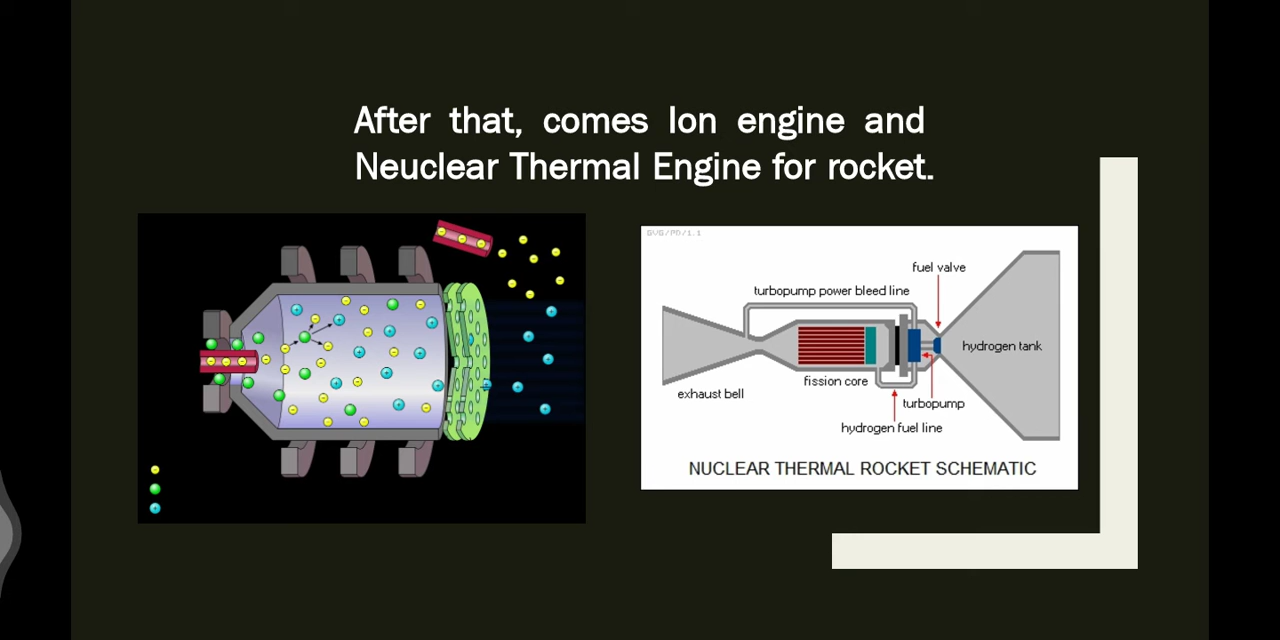 After that, comes Ion engine and
Neuclear Thermal Engine for rocket.
fuel valve
turbopump power bleed line
hydrogen tank
fission core
exhaust bell
turbopump
hydrogen fuel line
NUCLEAR THERMAL ROCKET SCHEMATIC